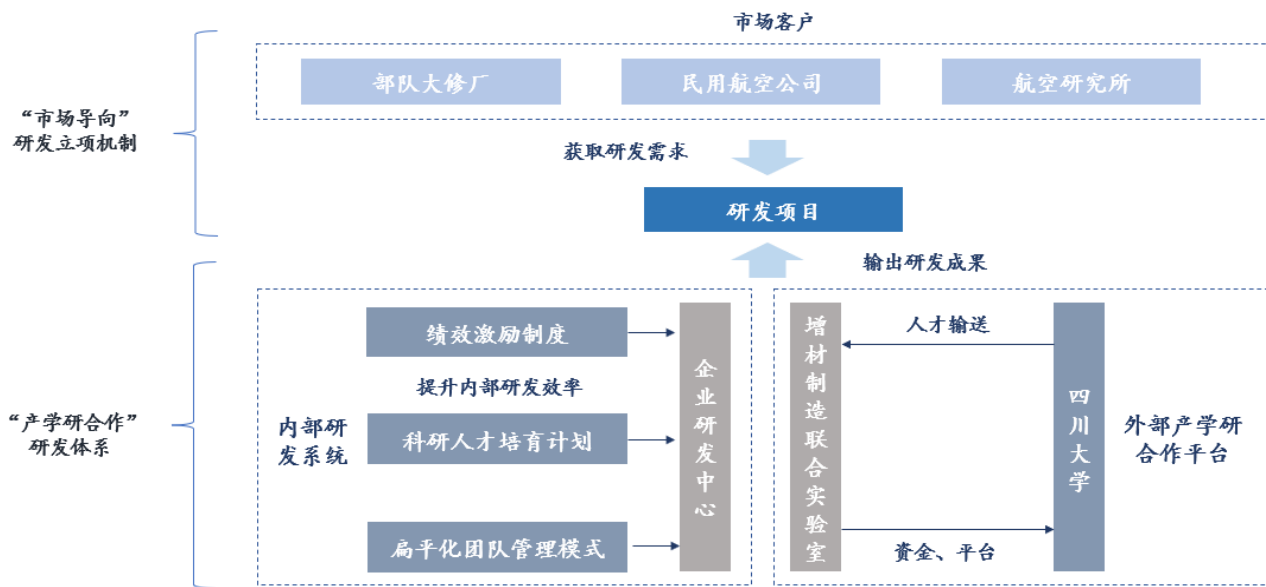 市场客户
部队大修厂
民用航空公司
航空研究所
“市场导向”
研发立项机制
获取研发需求
研发项目
输出研发成果
“产学研合作”
研发体系
内部研
发系统
绩效激励制度
提升内部研发效率
科研人才培育计划
扁平化团队管理模式
企业研发中心
增材制造联合实验室
人才输送
资金、平台
四川大学
外部产学研
合作平台